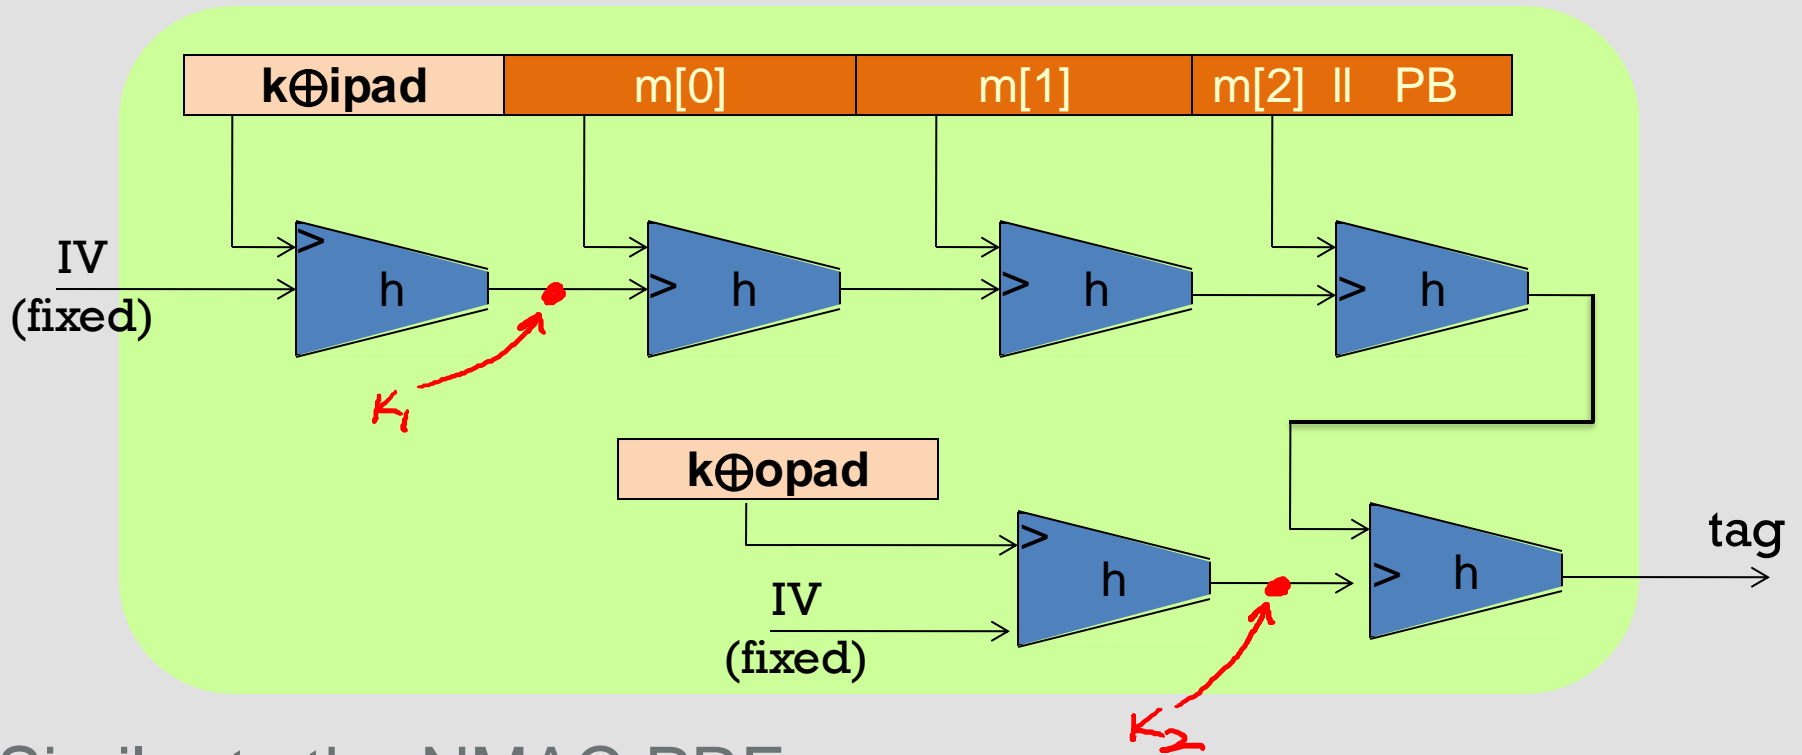 k⊕ipad m[0] m[1] m[2] ll PB
IV
(fixed)
> h > h > h > h
K1
k⊕opad
IV
(fixed)
> h > h
tag
K2